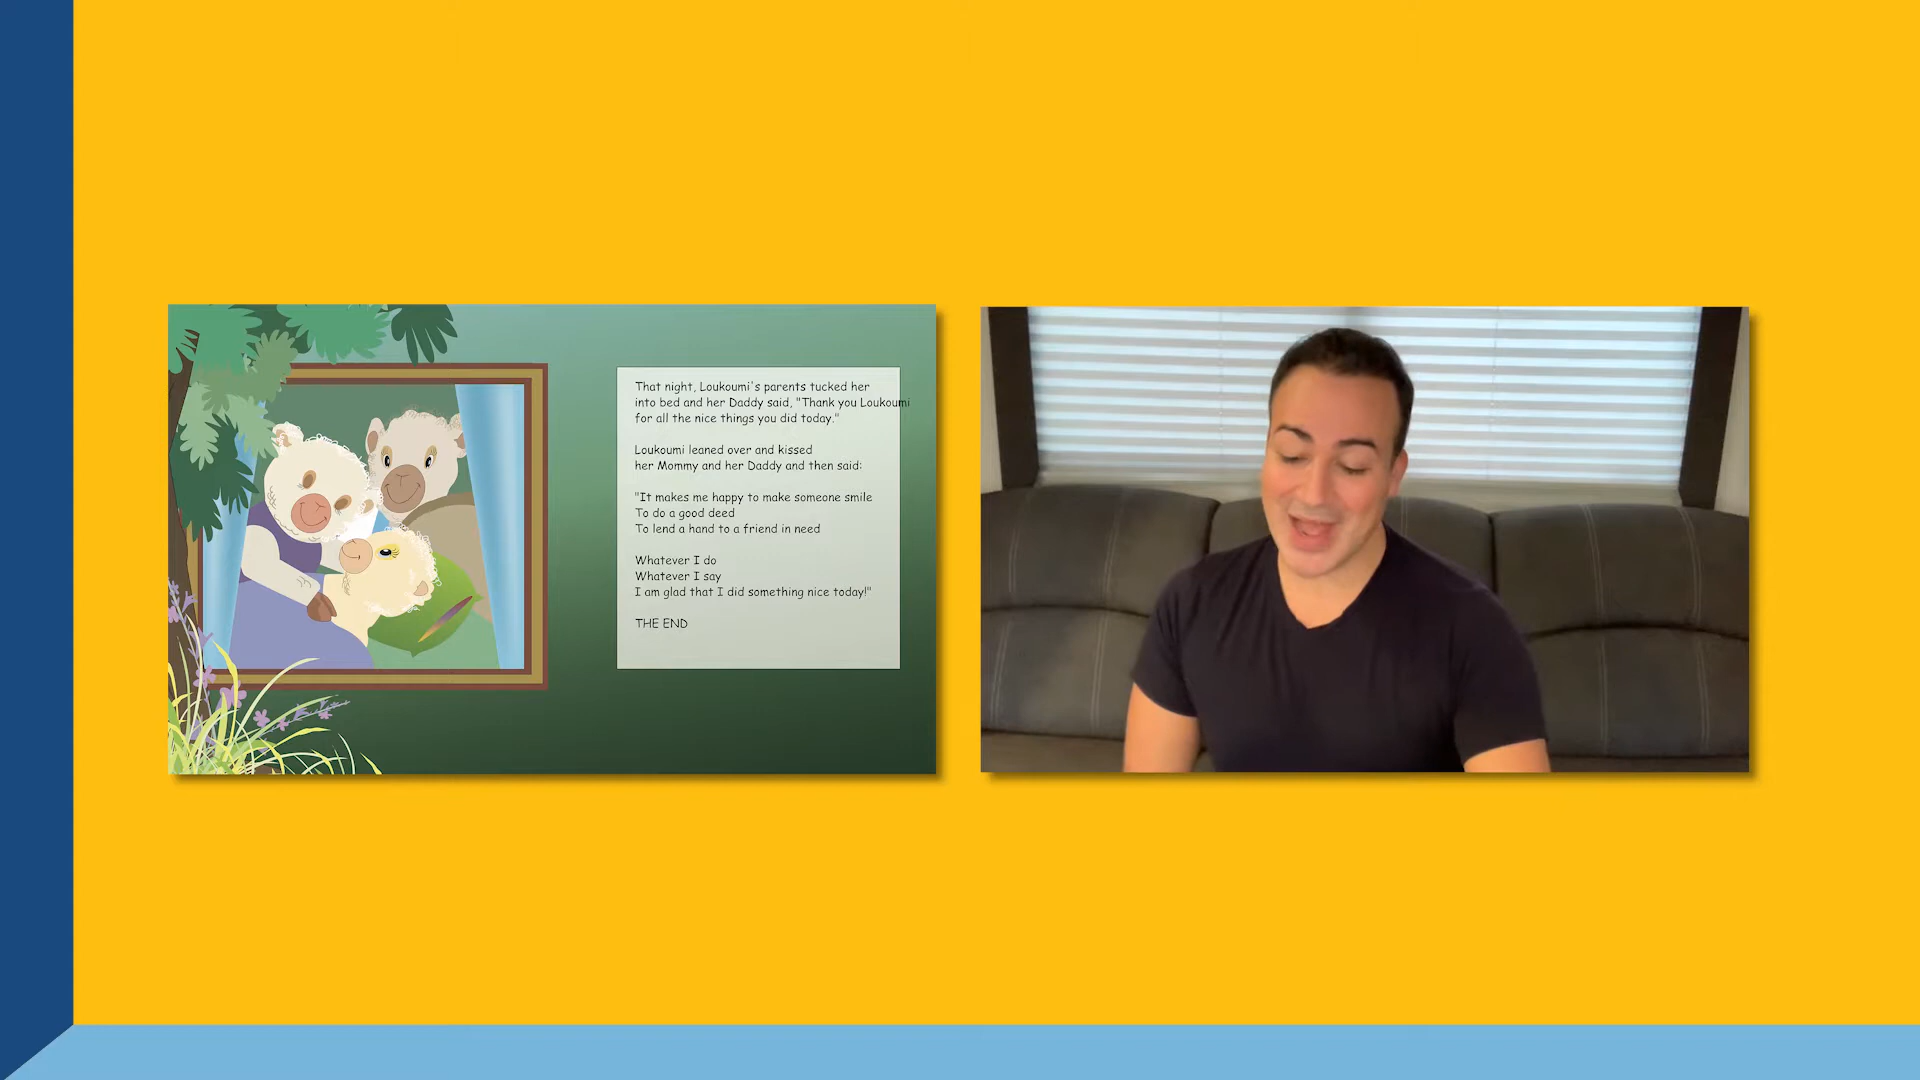 That night, Loukoumi's parents tucked her
into bed and her Daddy said, "Thank you Loukoumi
for all the nice things you did today."
Loukoumi leaned over and kissed
her Mommy and her Daddy and then said:
"It makes me happy to make someone smile
To do a good deed
To lend a hand to a friend in need
Whatever I do
Whatever I say
I am glad that I did something nice today!"
THE END